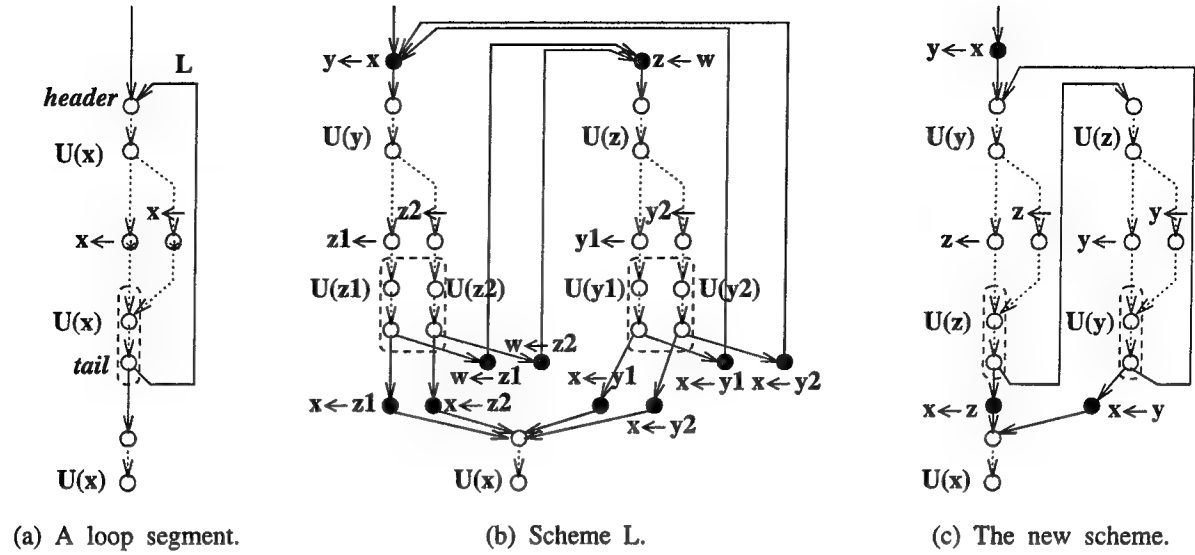 L
header
U(x)
x←
x←
U(x)
tail
U(x)
(a) A loop segment.
y←x
z←w
U(y)
U(z)
z2←
y2←
z1←
y1←
U(z1)
U(z2)
U(y1)
U(y2)
w←z2
w←z1
x←y1
x←y1
x←y2
x←z1
x←z2
x←y2
U(x)
(b) Scheme L.
y←x
U(y)
U(z)
z←
y←
z←
y←
U(z)
U(y)
x←z
x←y
U(x)
(c) The new scheme.